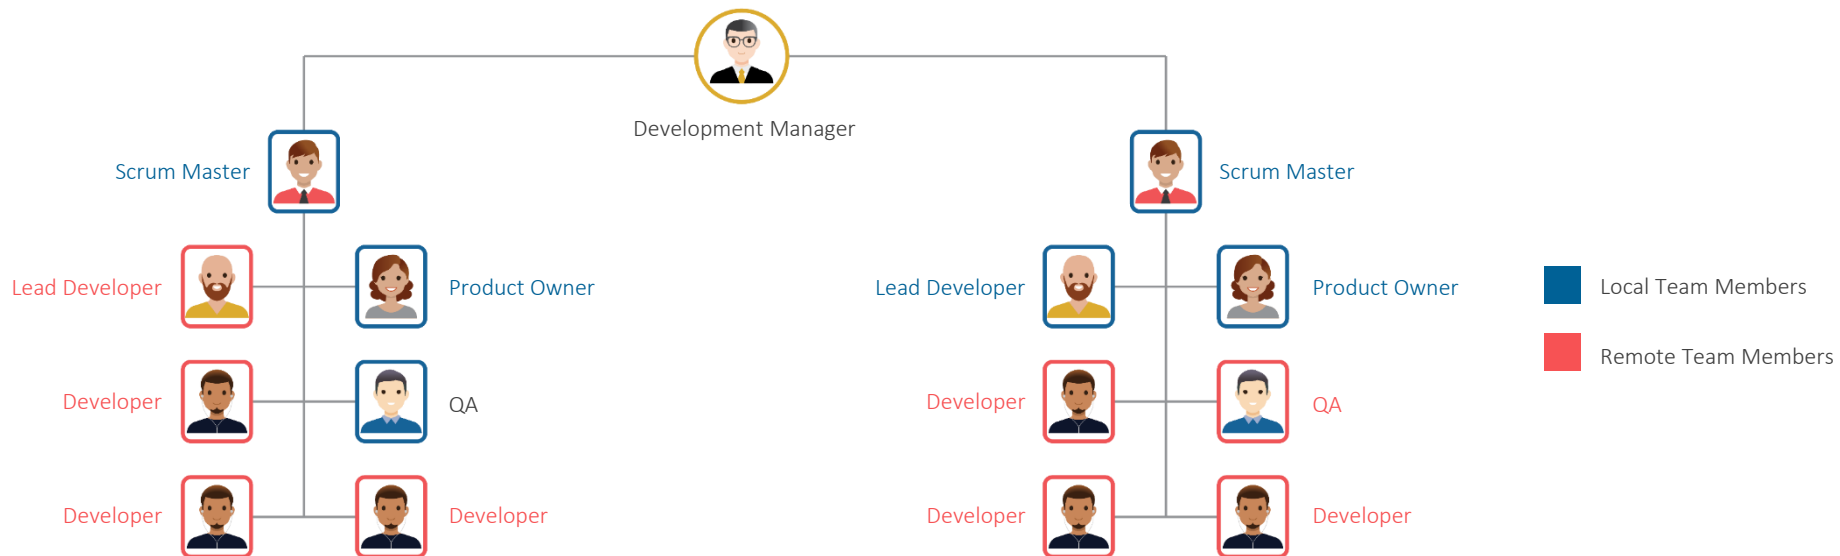 Development Manager
Scrum Master
Scrum Master
Lead Developer
Product Owner
Lead Developer
Product Owner
Local Team Members
Remote Team Members
Developer
QA
Developer
QA
Developer
Developer
Developer
Developer